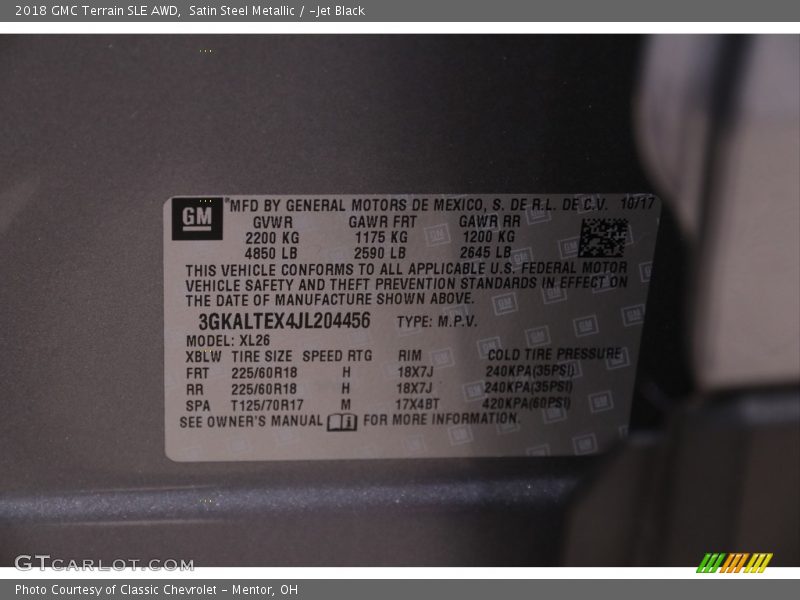 2018 GMC Terrain SLE AWD,  Satin Steel Metallic / -Jet Black
GM ®MFD BY GENERAL MOTORS DE MEXICO, S. DE R.L. DE C.V. 10/17
GVWR GAWR FRT GAWR RR
2200 KG 1175 KG 1200 KG
4850 LB 2590 LB 2645 LB
THIS VEHICLE CONFORMS TO ALL APPLICABLE U.S. FEDERAL MOTOR
VEHICLE SAFETY AND THEFT PREVENTION STANDARDS IN EFFECT ON
THE DATE OF MANUFACTURE SHOWN ABOVE.
3GKALTEX4JL204456 TYPE: M.P.V.
MODEL: XL26
XBLW TIRE SIZE SPEED RTG RIM COLD TIRE PRESSURE
FRT 225/60R18 H 18X7J 240KPA(35PSI)
RR 225/60R18 H 18X7J 240KPA(35PSI)
SPA T125/70R17 M 17X4BT 420KPA(60PSI)
SEE OWNER'S MANUAL i FOR MORE INFORMATION.
GTCARLOT.COM
Photo Courtesy of Classic Chevrolet - Mentor, OH